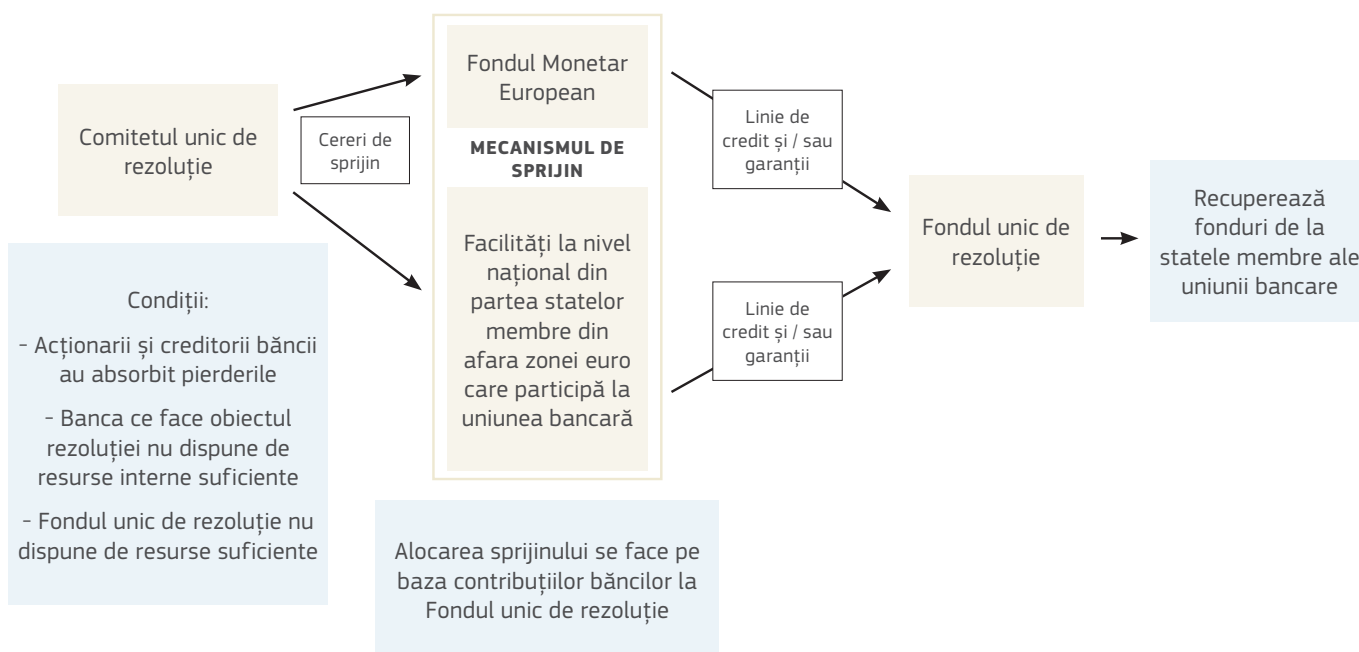 Comitetul unic de
rezoluție
Cereri de
sprijin
Condiții:
- Acționarii și creditorii băncii
au absorbit pierderile
- Banca ce face obiectul
rezoluției nu dispune de
resurse interne suficiente
- Fondul unic de rezoluție nu
dispune de resurse suficiente
Fondul Monetar
European
MECANISMUL DE
SPRIJIN
Facilități la nivel
național din
partea statelor
membre din
afara zonei euro
care participă la
uniunea bancară
Alocarea sprijinului se face pe
baza contribuțiilor băncilor la
Fondul unic de rezoluție
Linie de
credit și / sau
garanții
Linie de
credit și / sau
garanții
Fondul unic de
rezoluție
Recuperează
fonduri de la
statele membre ale
uniunii bancare